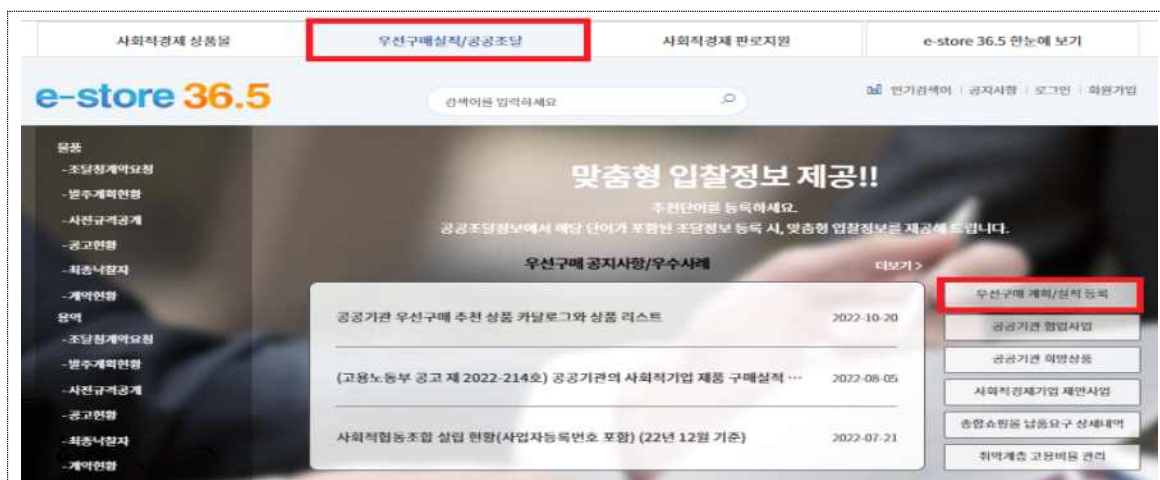 사회적경제 상품몰
우선구매실적/공공조달
사회적경제 판로지원
e-store 36.5 한눈에 보기
e-store 36.5
검색어를 입력하세요
인기검색어 | 공지사항 | 로그인 | 회원가입
물품
-조달청계약요청
-발주계획현황
-사전규격공개
-공고현황
-최종낙찰자
-계약현황
용역
-조달청계약요청
-발주계획현황
-사전규격공개
-공고현황
-최종낙찰자
-계약현황
맞춤형 입찰정보 제공!!
추천단어를 등록하세요.
공공조달정보에서 해당 단어가 포함된 조달정보 등록 시, 맞춤형 입찰정보를 제공해 드립니다.
우선구매 공지사항/우수사례
더보기 >
공공기관 우선구매 추천 상품 카달로그와 상품 리스트 2022-10-20
(고용노동부 공고 제 2022-214호) 공공기관의 사회적기업 제품 구매실적 … 2022-08-05
사회적협동조합 설립 현황(사업자등록번호 포함) (22년 12월 기준) 2022-07-21
우선구매 계획/실적 등록
공공기관 협업사업
공공기관 희망상품
사회적경제기업 제안사업
종합쇼핑몰 납품요구 상세내역
취약계층 고용비율 관리